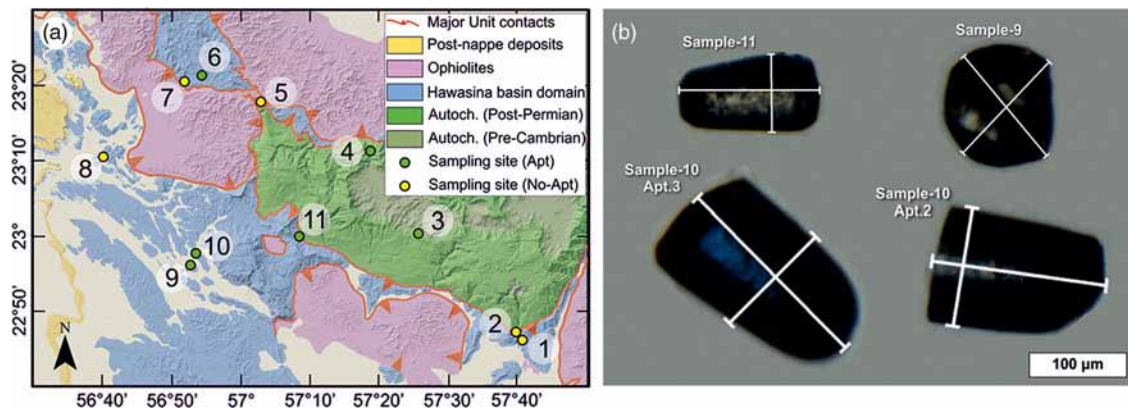 (a)
Major Unit contacts
Post-nappe deposits
Ophiolites
Hawasina basin domain
Autoch. (Post-Permian)
Autoch. (Pre-Cambrian)
Sampling site (Apt)
Sampling site (No-Apt)
6
7
5
4
8
3
11
10
9
2
1
N
23°20'
23°10'
23°
22°50'
56°40'
56°50'
57°
57°10'
57°20'
57°30'
57°40'
(b)
Sample-11
Sample-9
Sample-10
Apt.3
Sample-10
Apt.2
100 µm